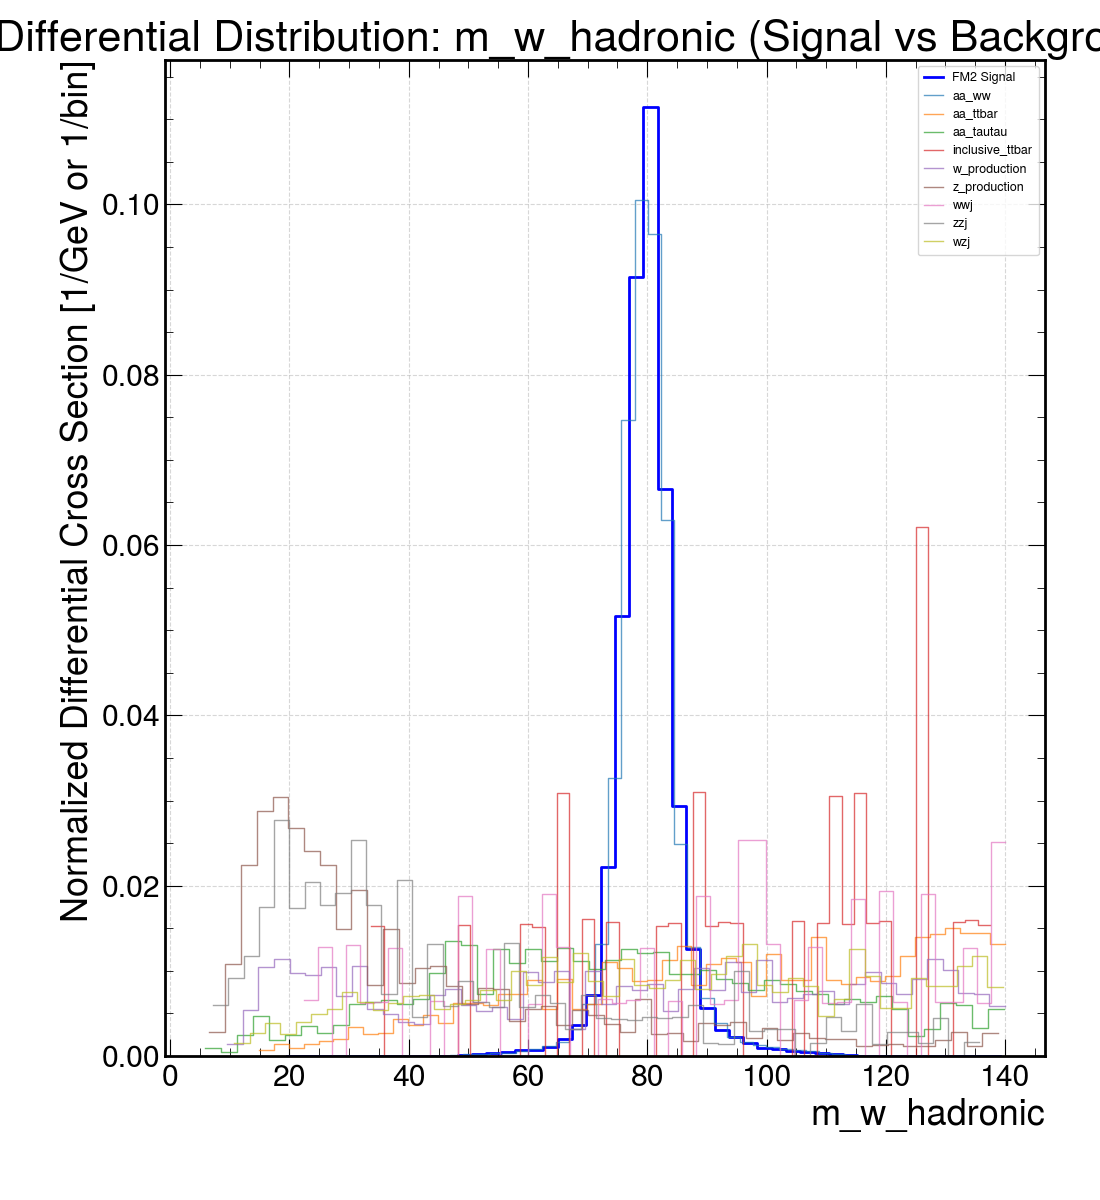 Differential Distribution: m_w_hadronic (Signal vs Backgro
Normalized Differential Cross Section [1/GeV or 1/bin]
0.10
0.08
0.06
0.04
0.02
0.00
FM2 Signal
aa_ww
aa_ttbar
aa_tautau
inclusive_ttbar
w_production
z_production
wwj
zzj
wzj
0 20 40 60 80 100 120 140
m_w_hadronic